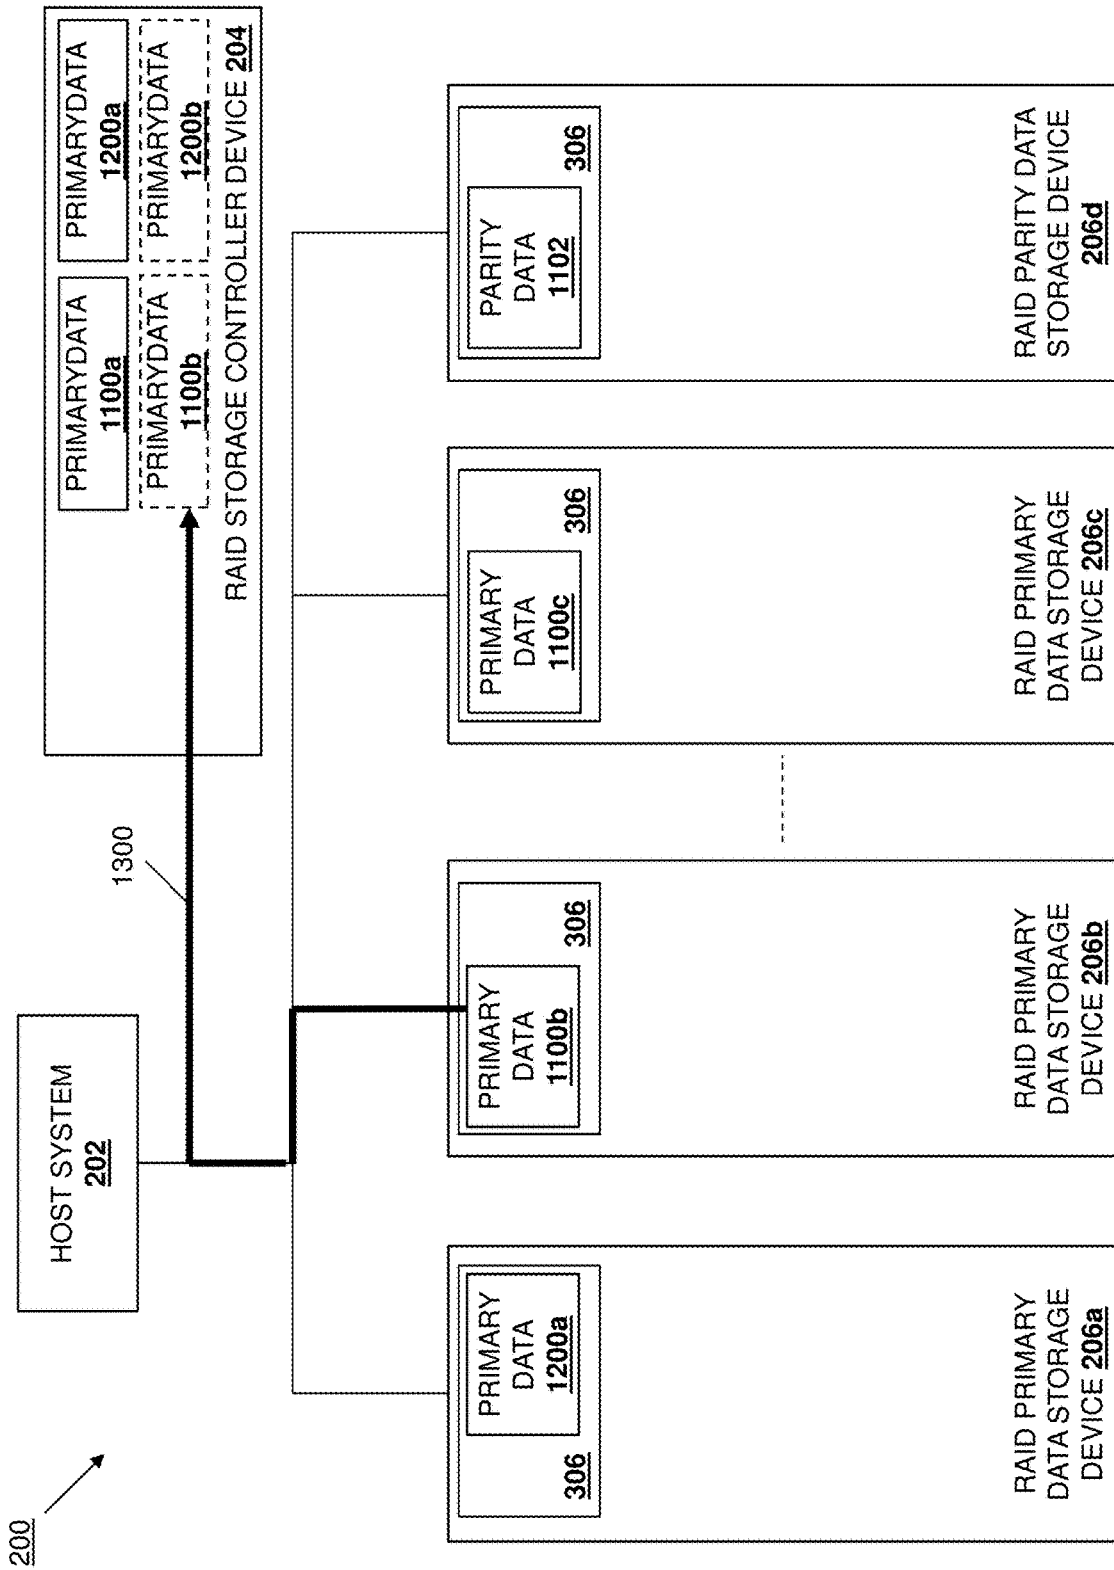 200
HOST SYSTEM
202
1300
PRIMARYDATA
1100a
PRIMARYDATA
1200a
PRIMARYDATA
1100b
PRIMARYDATA
1200b
RAID STORAGE CONTROLLER DEVICE 204
306
PRIMARY
DATA
1200a
RAID PRIMARY
DATA STORAGE
DEVICE 206a
PRIMARY
DATA
1100b
306
RAID PRIMARY
DATA STORAGE
DEVICE 206b
PRIMARY
DATA
1100c
306
RAID PRIMARY
DATA STORAGE
DEVICE 206c
PARITY
DATA
1102
306
RAID PARITY DATA
STORAGE DEVICE
206d